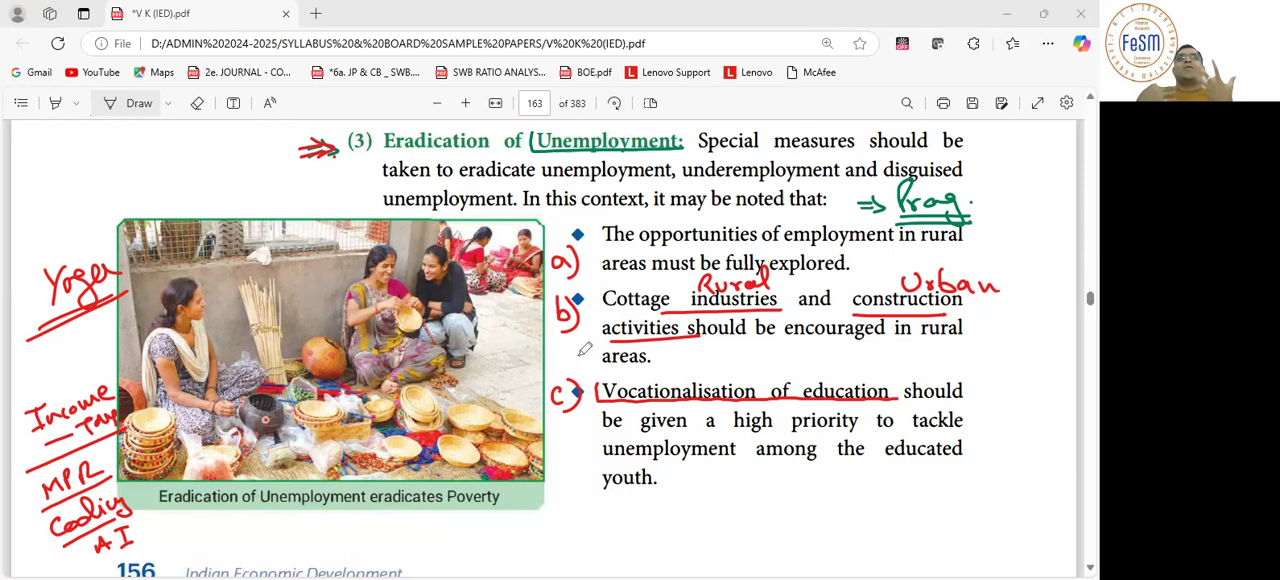 *V K (IED).pdf
File
D:/ADMIN%202024-2025/SYLLABUS%20&%20BOARD%20SAMPLE%20PAPERS/V%20K%20(IED).pdf
Gmail YouTube Maps 2e. JOURNAL - CO... *6a. JP & CB _ SWB.... SWB RATIO ANALYS... BOE.pdf Lenovo Support Lenovo McAfee
Draw 163 of 383
FeSM
(3) Eradication of Unemployment: Special measures should be
taken to eradicate unemployment, underemployment and disguised
unemployment. In this context, it may be noted that:
⇒ Prog.
a) The opportunities of employment in rural
areas must be fully explored.
Rural Urban
b) Cottage industries and construction
activities should be encouraged in rural
areas.
c) Vocationalisation of education should
be given a high priority to tackle
unemployment among the educated
youth.
Yoga
Income
MPR
Coding
AI
Eradication of Unemployment eradicates Poverty
156 Indian Economic Development